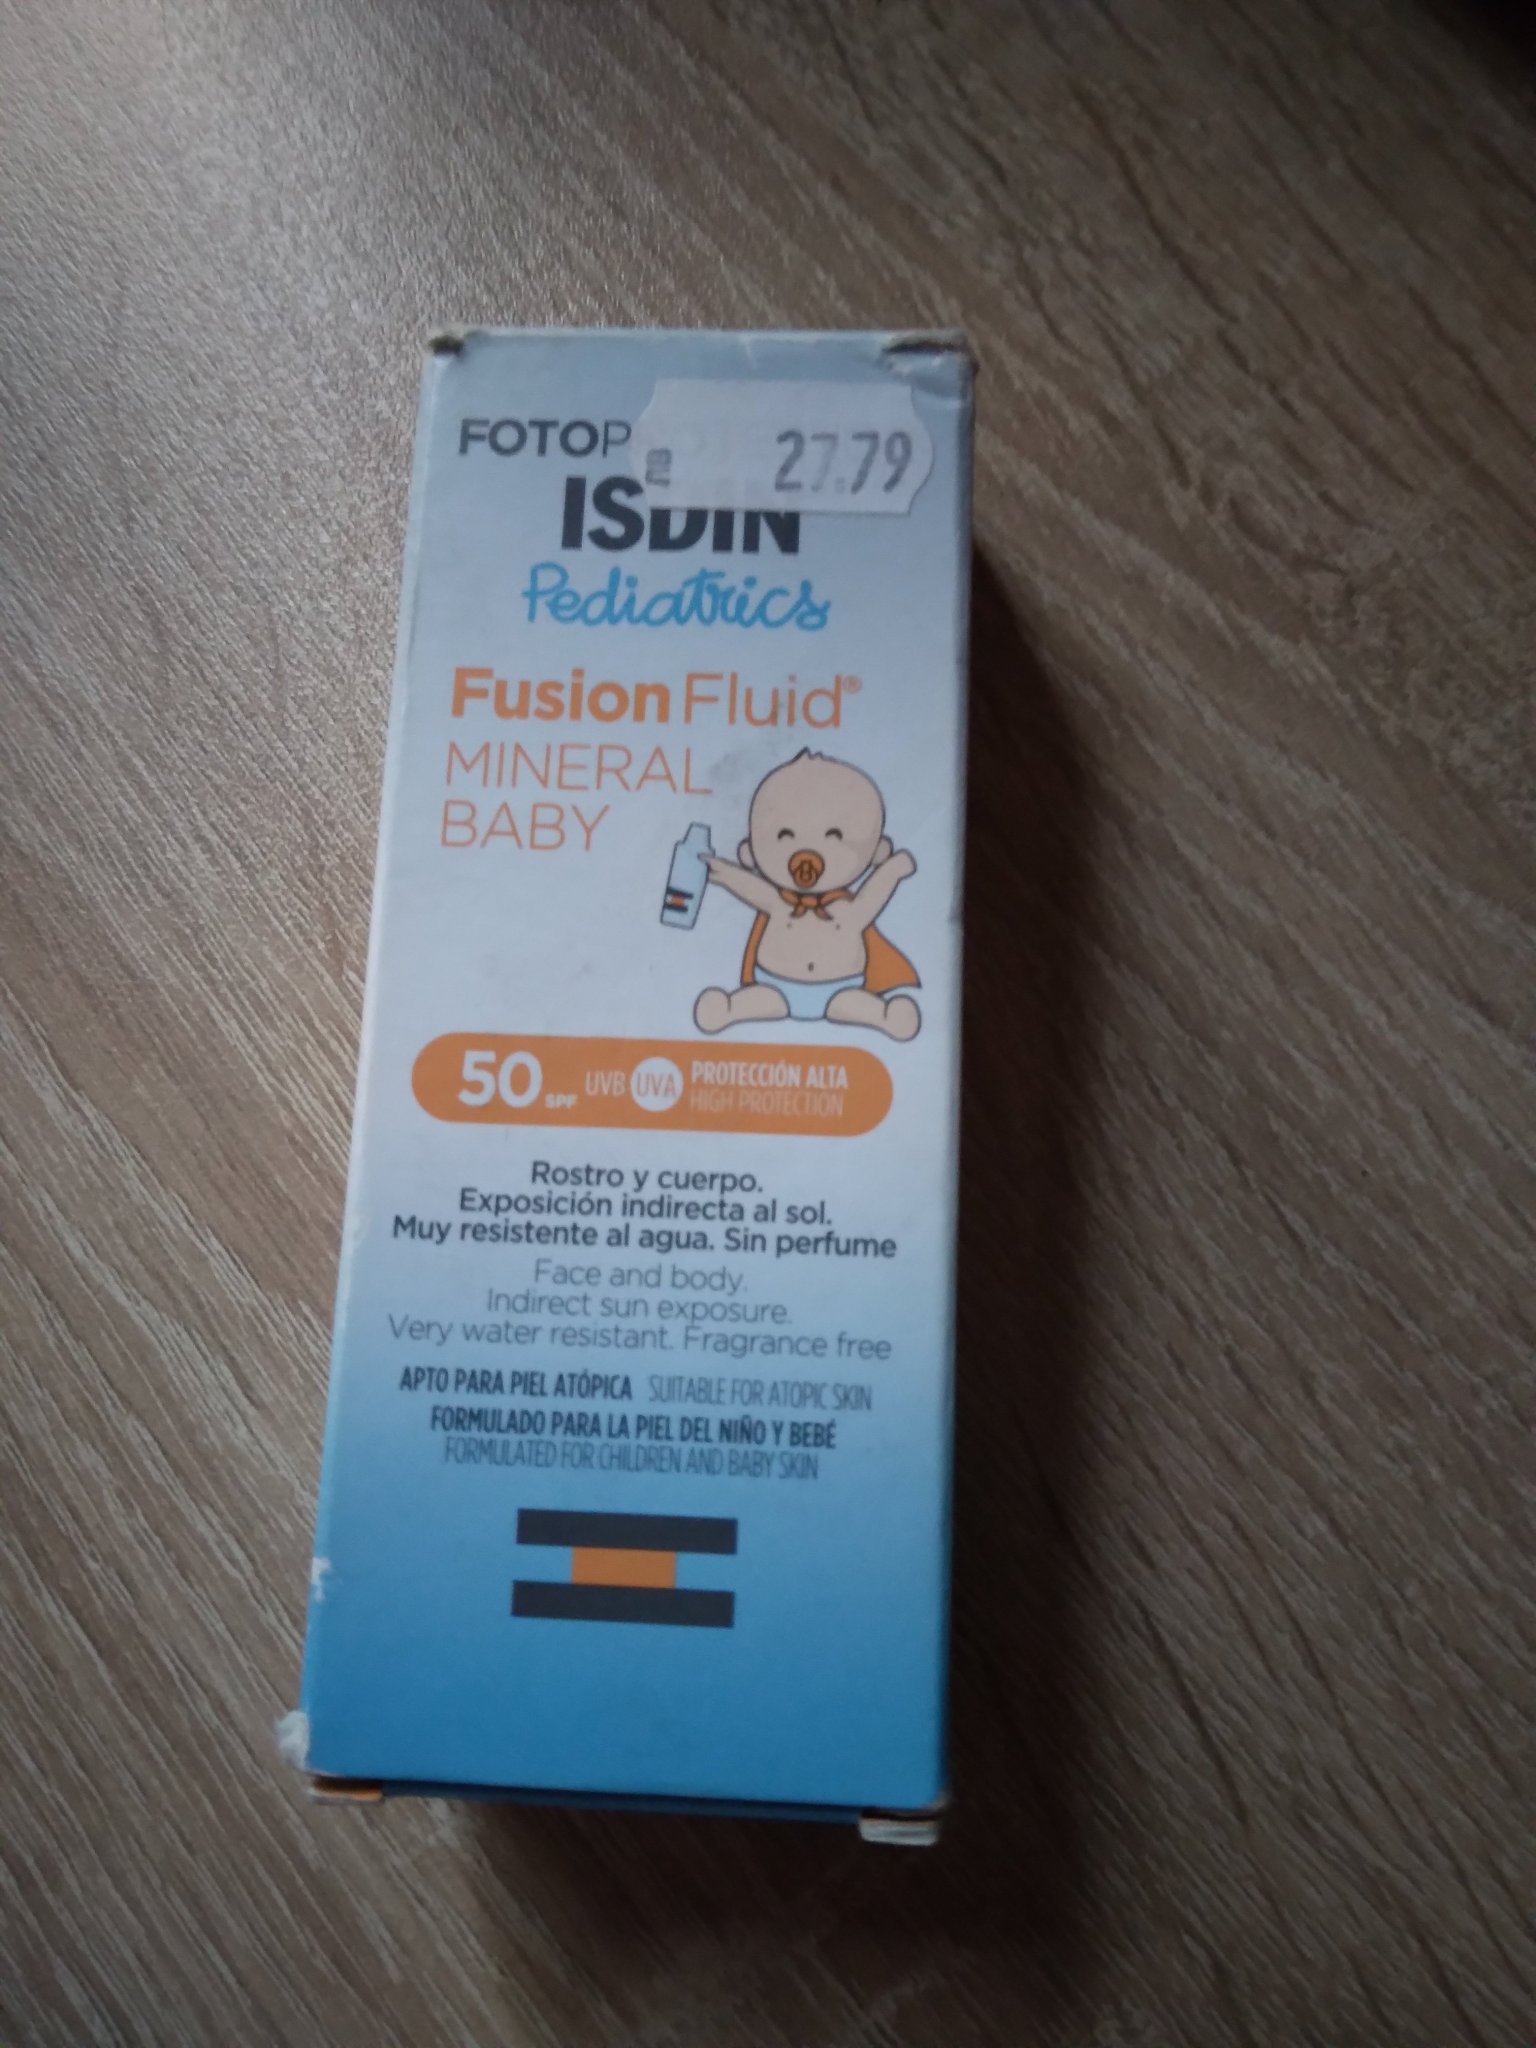 FOTOP
27.79
ISDIN
Pediatrics
Fusion Fluid®
MINERAL
BABY
50 SPF UVB UVA PROTECCIÓN ALTA
HIGH PROTECTION
Rostro y cuerpo.
Exposición indirecta al sol.
Muy resistente al agua. Sin perfume
Face and body.
Indirect sun exposure.
Very water resistant. Fragrance free
APTO PARA PIEL ATÓPICA SUITABLE FOR ATOPIC SKIN
FORMULADO PARA LA PIEL DEL NIÑO Y BEBÉ
FORMULATED FOR CHILDREN AND BABY SKIN